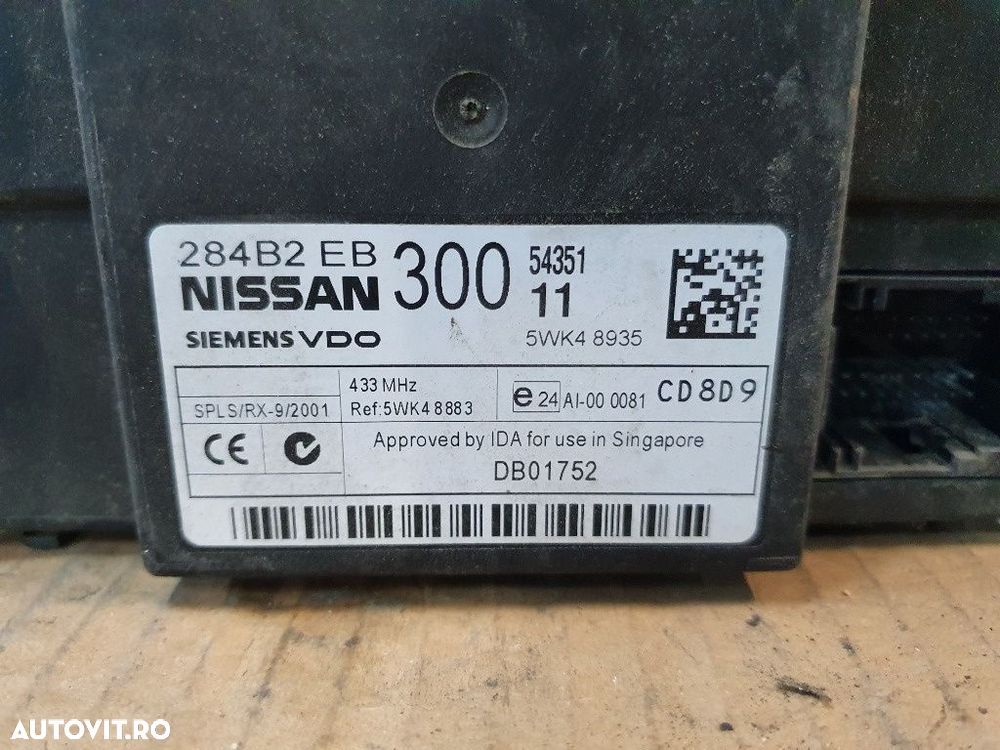 284B2 EB 300 54351
NISSAN 11
SIEMENS VDO 5WK4 8935
433 MHz
SPLS/RX-9/2001 Ref:5WK4 8883 e 24 AI-00 0081 CD8D9
CE Approved by IDA for use in Singapore
DB01752
AUTOVIT.RO